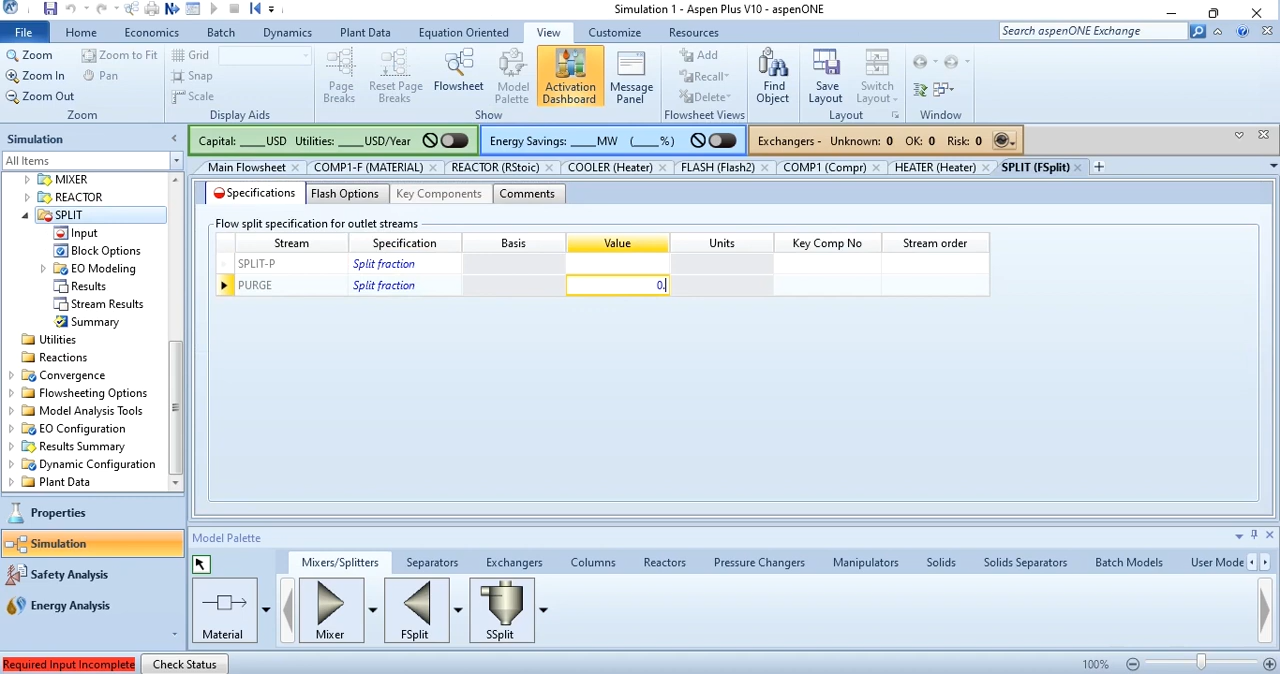 Simulation 1 - Aspen Plus V10 - aspenONE
File Home Economics Batch Dynamics Plant Data Equation Oriented View Customize Resources Search aspenONE Exchange
Zoom Zoom to Fit Grid
Zoom In Pan Snap
Zoom Out Scale
Page Breaks Reset Page Breaks Flowsheet Model Palette Activation Dashboard Message Panel
Add
Recall
Delete
Find Object Save Layout Switch Layout
Zoom Display Aids Show Flowsheet Views Layout Window
Simulation
Capital: ____ USD Utilities: ____ USD/Year Energy Savings: ____ MW (____ %) Exchangers - Unknown: 0 OK: 0 Risk: 0
All Items
Main Flowsheet COMP1-F (MATERIAL) REACTOR (RStoic) COOLER (Heater) FLASH (Flash2) COMP1 (Compr) HEATER (Heater) SPLIT (FSplit) +
MIXER
REACTOR
SPLIT
Input
Block Options
EO Modeling
Results
Stream Results
Summary
Utilities
Reactions
Convergence
Flowsheeting Options
Model Analysis Tools
EO Configuration
Results Summary
Dynamic Configuration
Plant Data
Properties
Simulation
Safety Analysis
Energy Analysis
Specifications Flash Options Key Components Comments
Flow split specification for outlet streams
Stream Specification Basis Value Units Key Comp No Stream order
SPLIT-P Split fraction
PURGE Split fraction 0.
Model Palette
Mixers/Splitters Separators Exchangers Columns Reactors Pressure Changers Manipulators Solids Solids Separators Batch Models User Mode
Material Mixer FSplit SSplit
Required Input Incomplete Check Status 100%